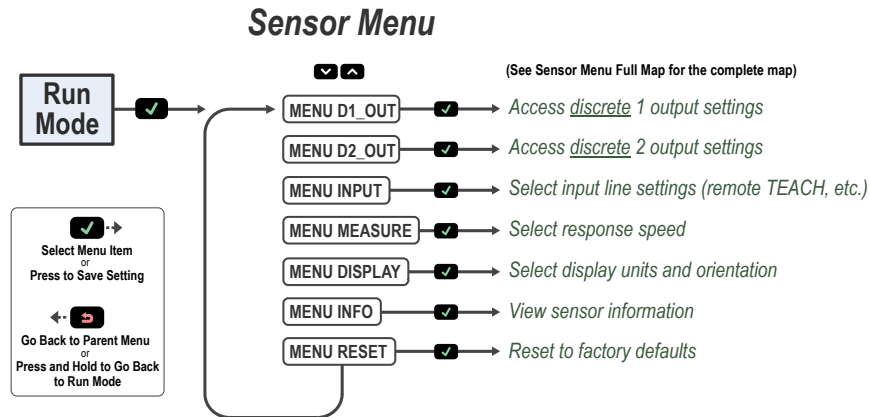 Sensor Menu
(See Sensor Menu Full Map for the complete map)
Run
Mode
MENU D1_OUT
Access discrete 1 output settings
MENU D2_OUT
Access discrete 2 output settings
MENU INPUT
Select input line settings (remote TEACH, etc.)
MENU MEASURE
Select response speed
MENU DISPLAY
Select display units and orientation
MENU INFO
View sensor information
MENU RESET
Reset to factory defaults
Select Menu Item
or
Press to Save Setting
Go Back to Parent Menu
or
Press and Hold to Go Back
to Run Mode